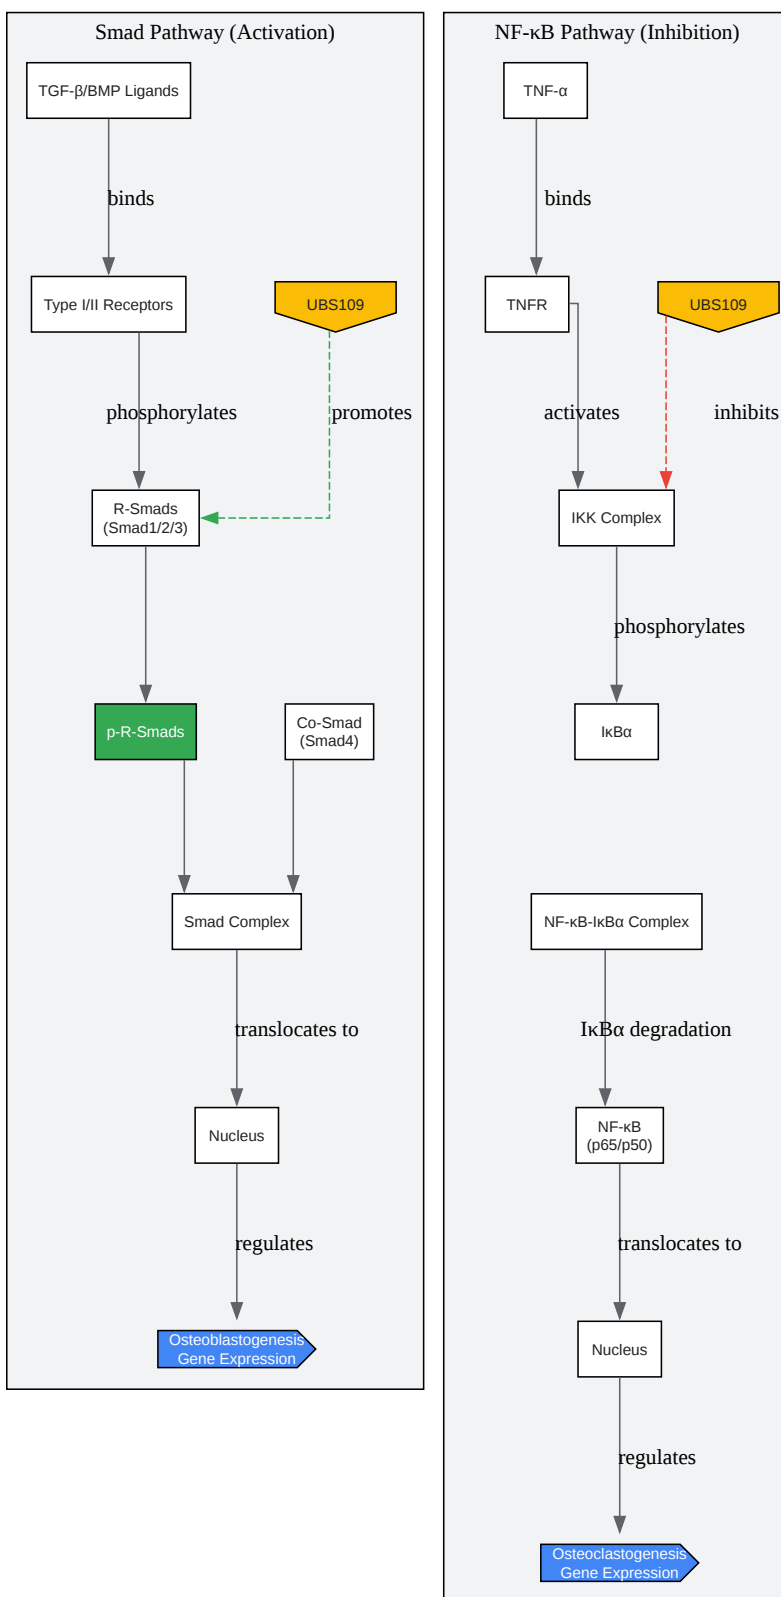 Smad Pathway (Activation)
TGF-β/BMP Ligands
binds
Type I/II Receptors
UBS109
phosphorylates
promotes
R-Smads
(Smad1/2/3)
p-R-Smads
Co-Smad
(Smad4)
Smad Complex
translocates to
Nucleus
regulates
Osteoblastogenesis
Gene Expression
NF-κB Pathway (Inhibition)
TNF-α
binds
TNFR
UBS109
activates
inhibits
IKK Complex
phosphorylates
IκBα
NF-κB-IκBα Complex
IκBα degradation
NF-κB
(p65/p50)
translocates to
Nucleus
regulates
Osteoclastogenesis
Gene Expression